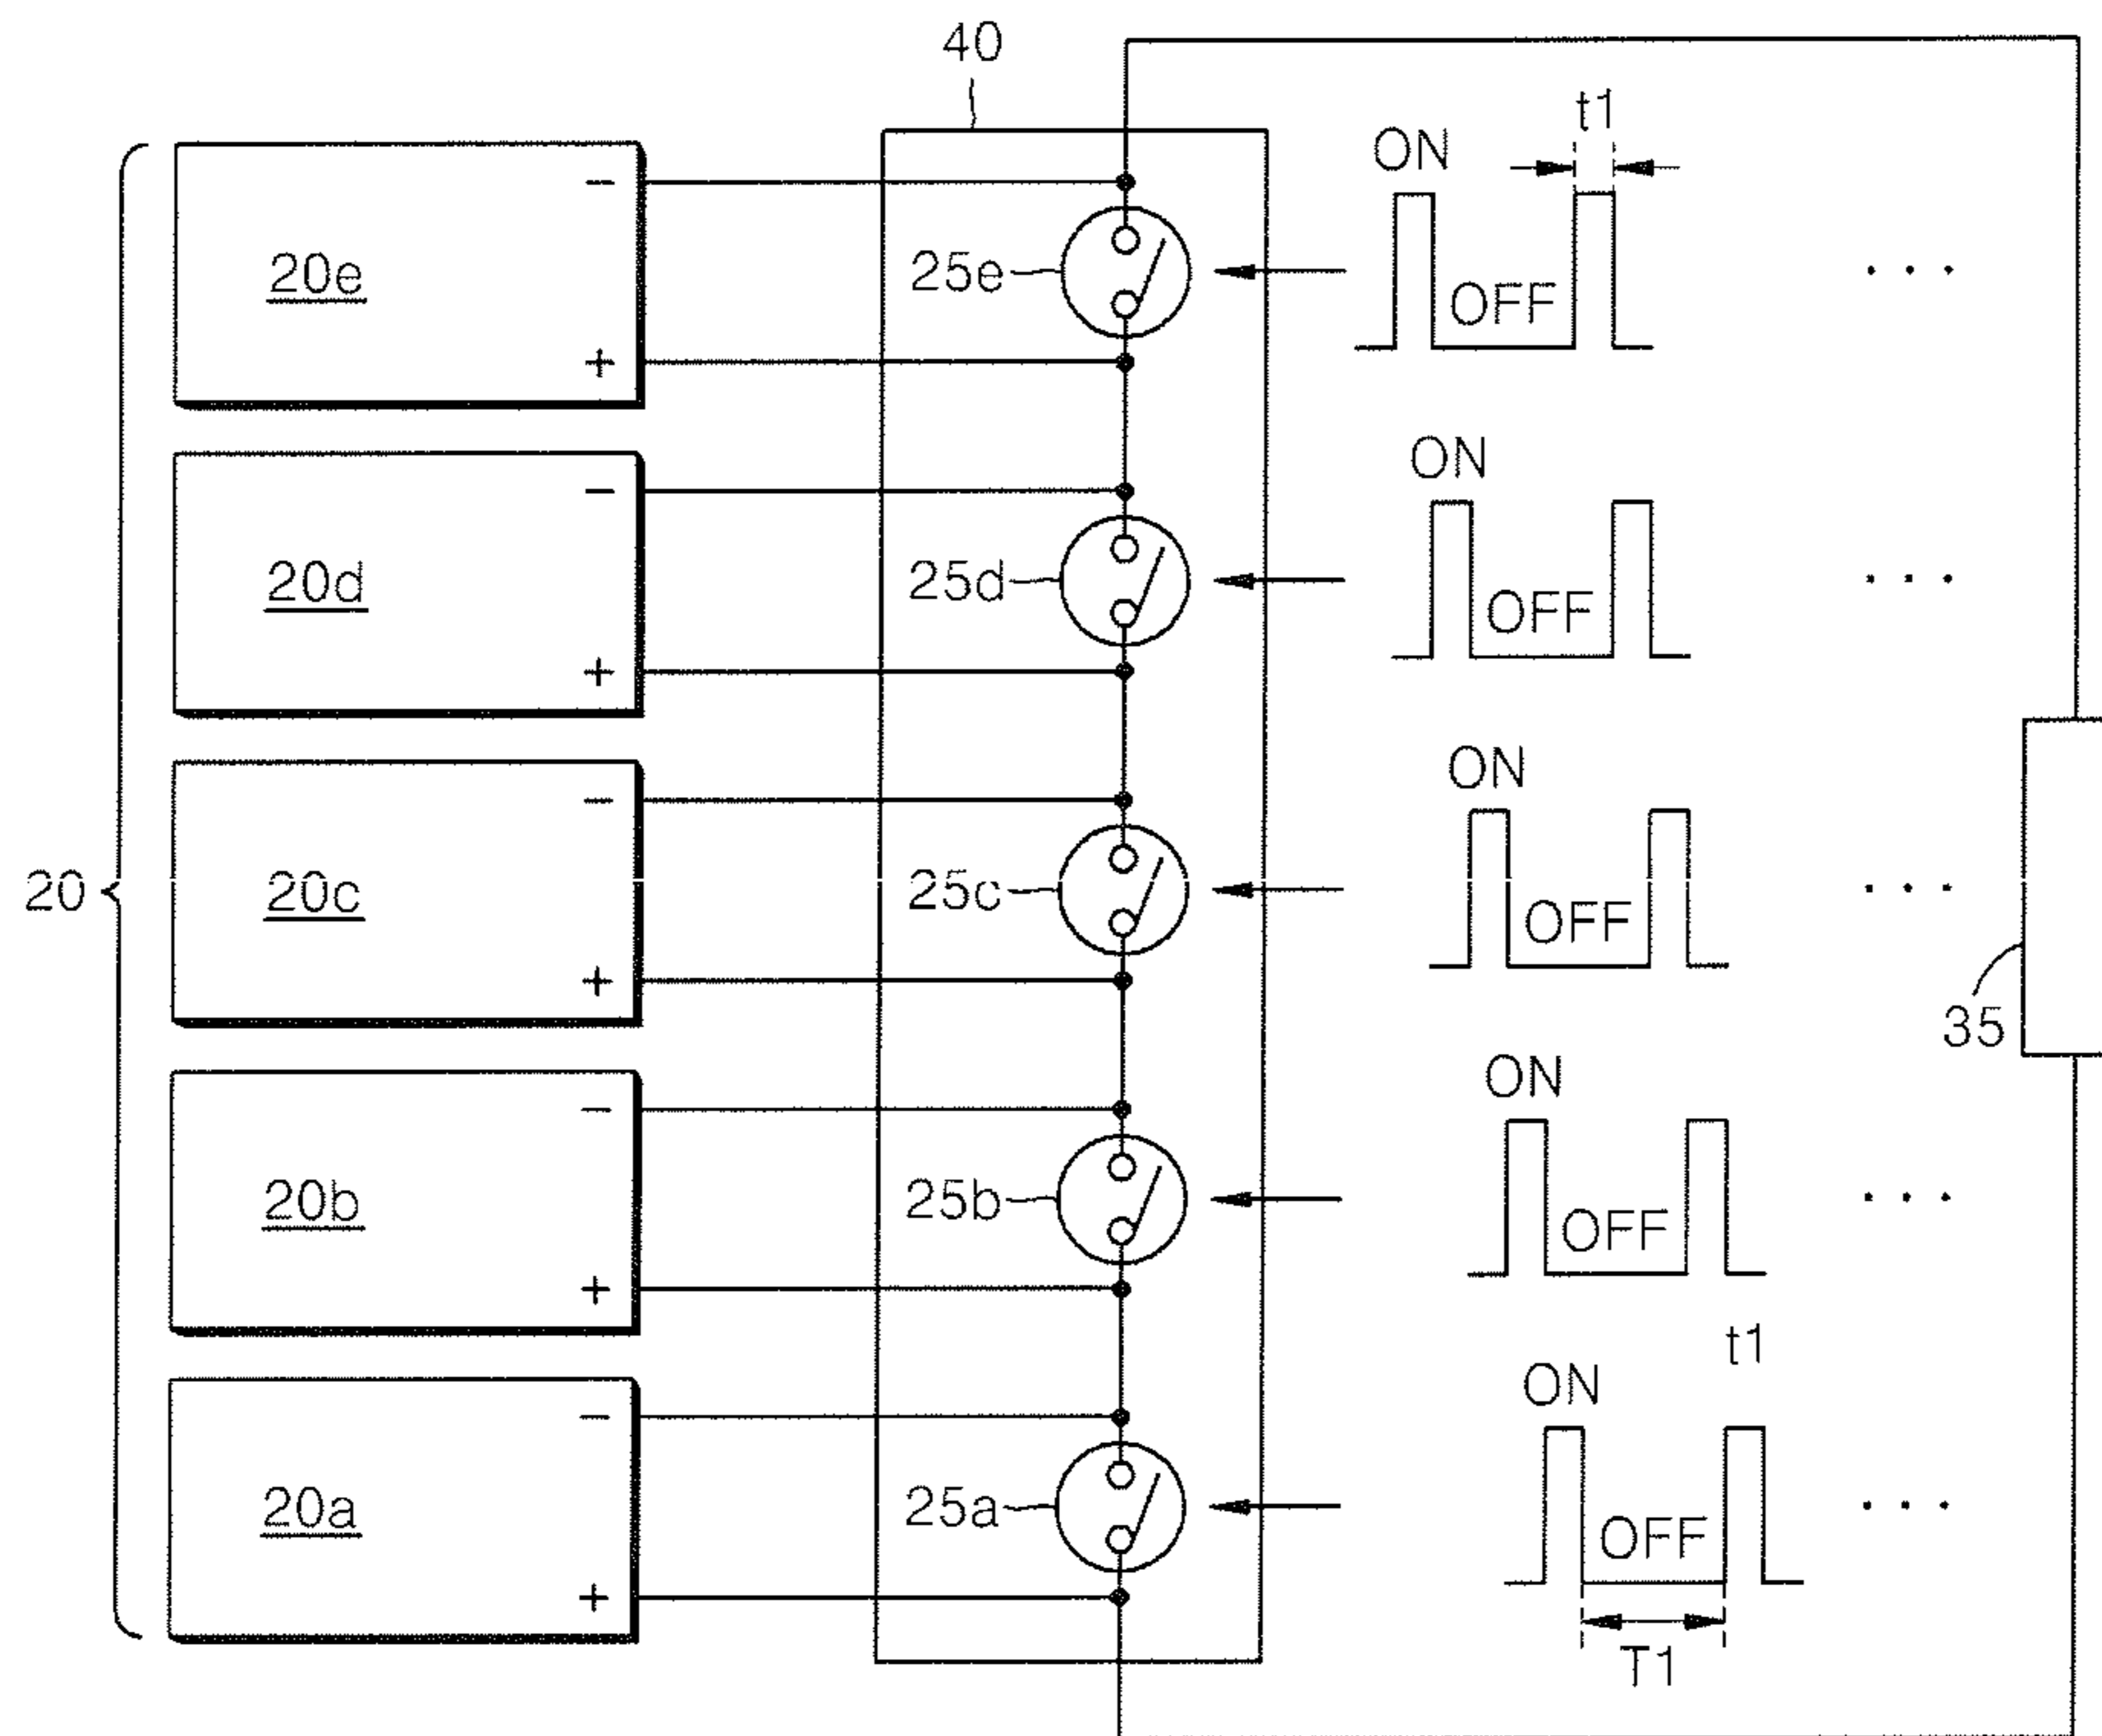 40
t1
ON
−
20e
25e
OFF
...
+
ON
−
20d
25d
OFF
...
+
ON
−
20
20c
25c
OFF
...
+
35
ON
−
20b
25b
OFF
...
+
t1
ON
−
20a
25a
OFF
...
+
T1